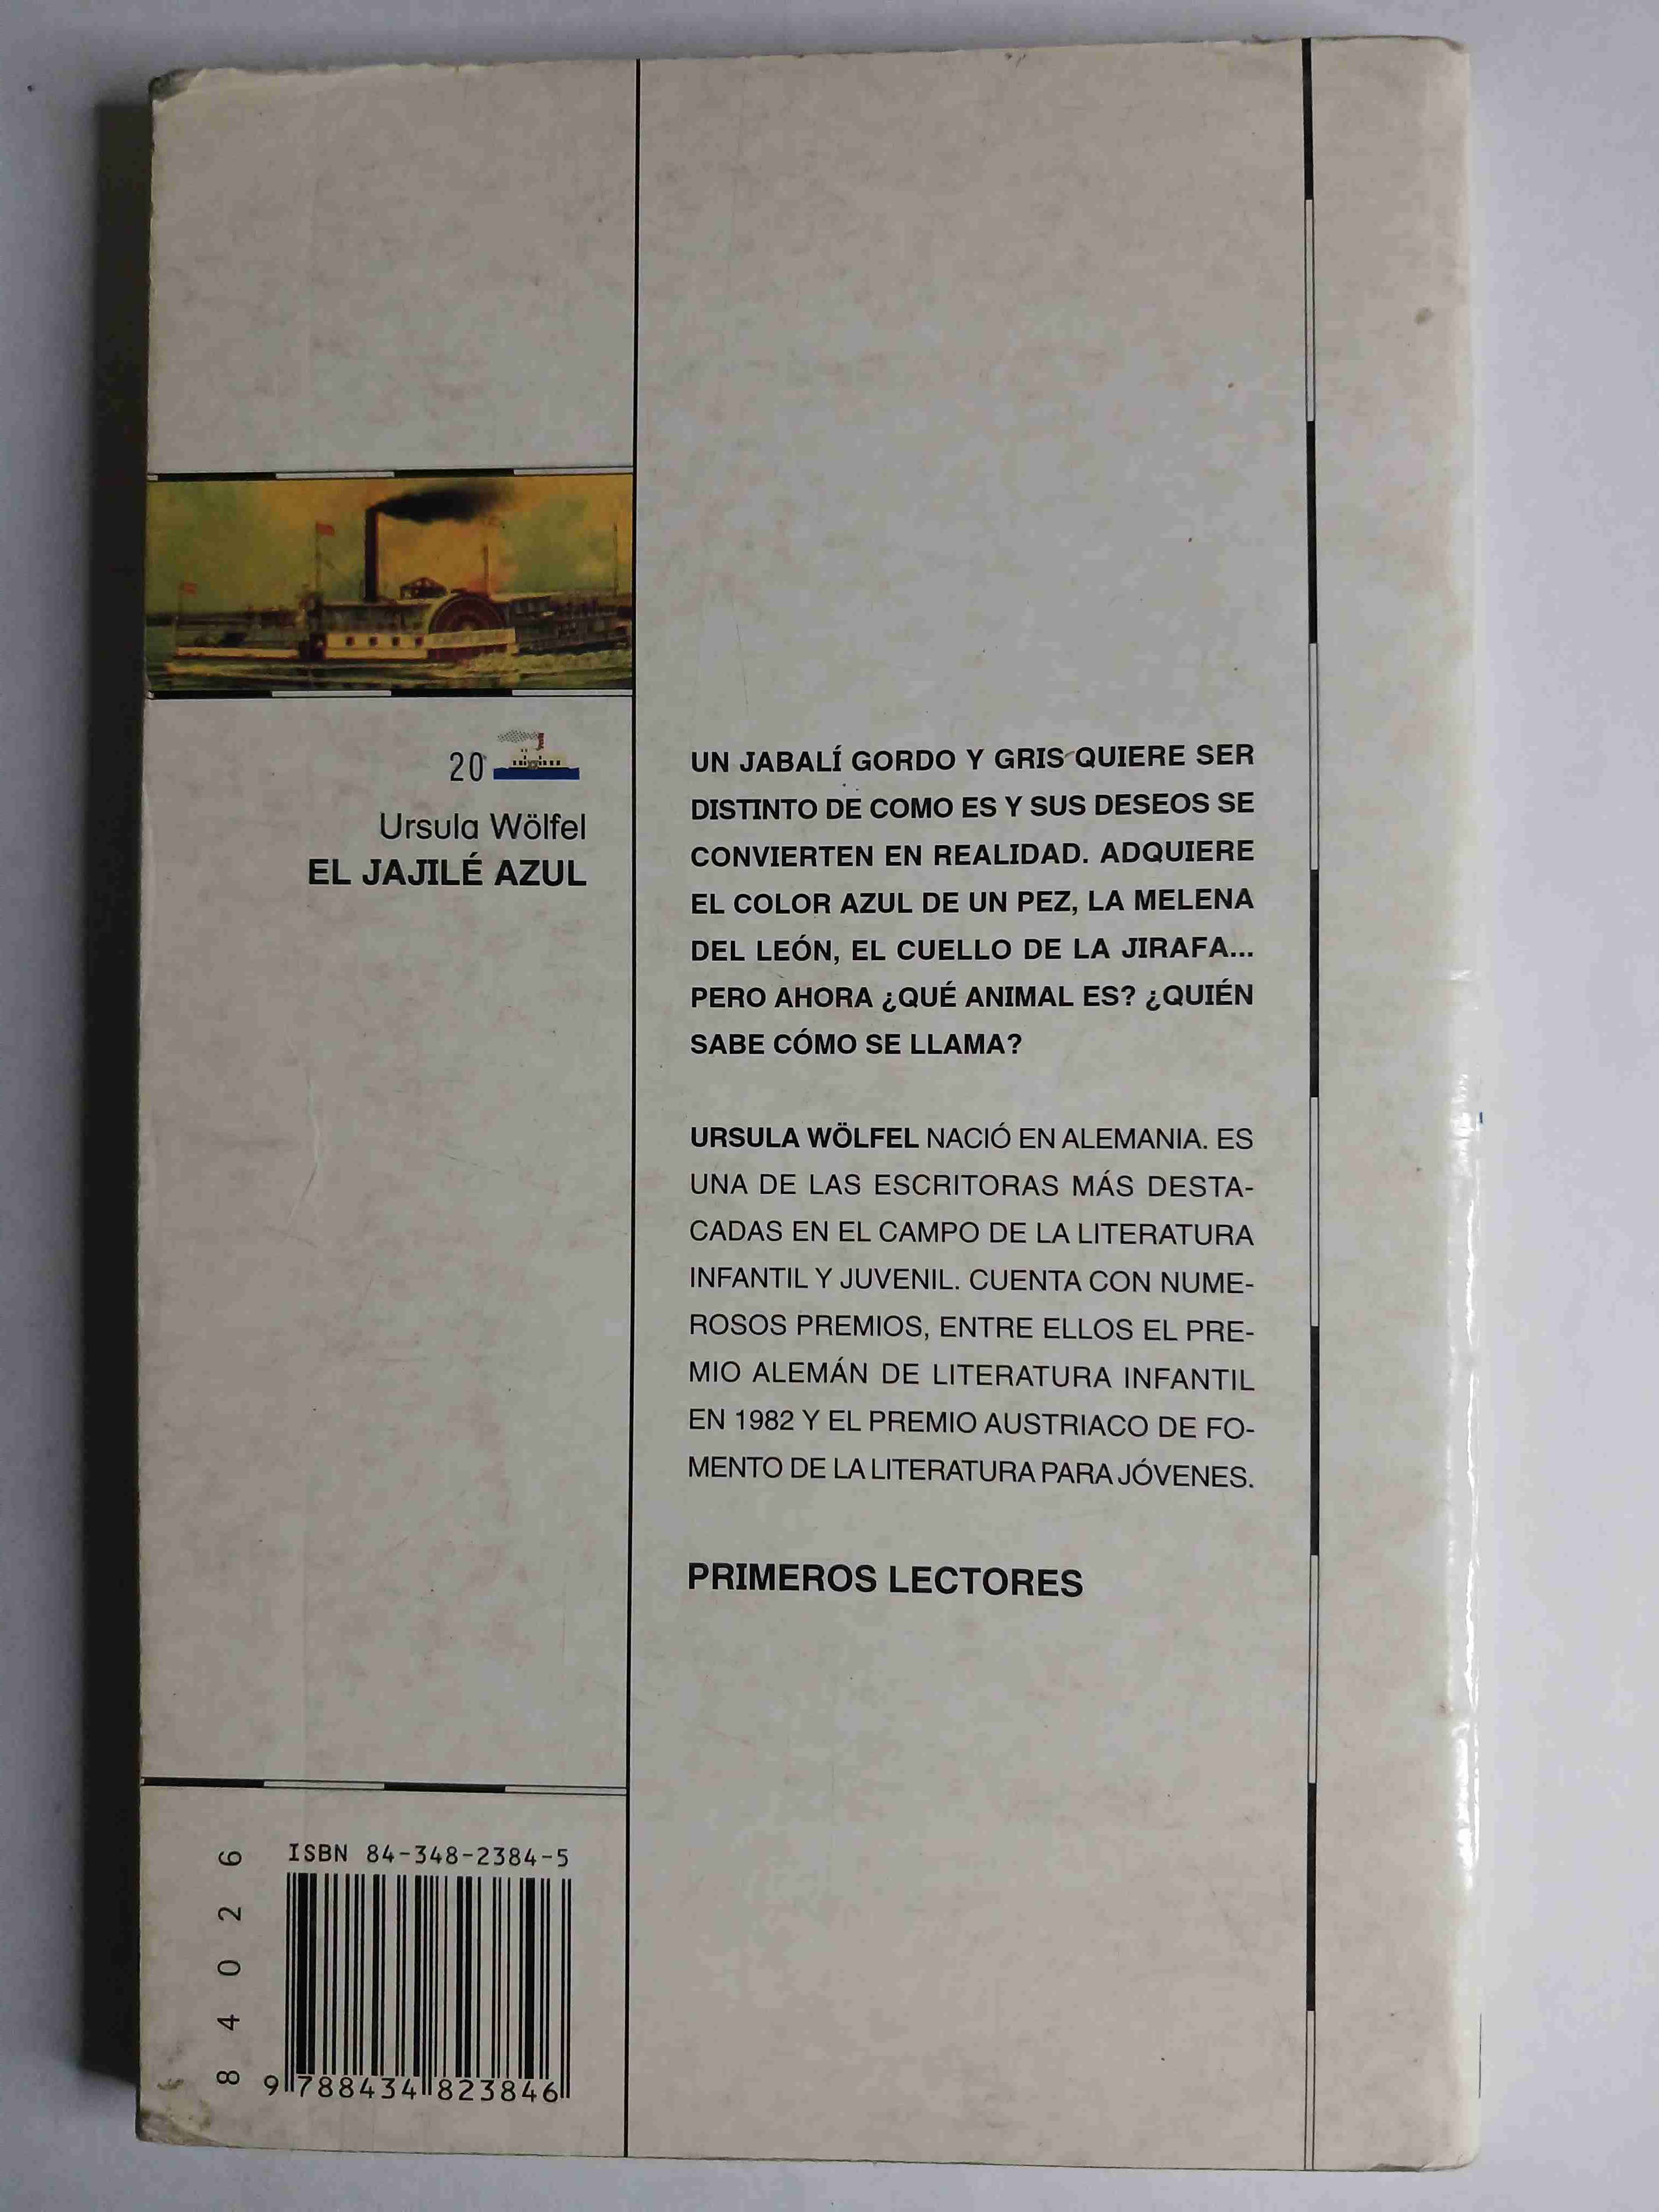 20
Ursula Wölfel
EL JAJILÉ AZUL
UN JABALÍ GORDO Y GRIS QUIERE SER
DISTINTO DE COMO ES Y SUS DESEOS SE
CONVIERTEN EN REALIDAD. ADQUIERE
EL COLOR AZUL DE UN PEZ, LA MELENA
DEL LEÓN, EL CUELLO DE LA JIRAFA...
PERO AHORA ¿QUÉ ANIMAL ES? ¿QUIÉN
SABE CÓMO SE LLAMA?
URSULA WÖLFEL NACIÓ EN ALEMANIA. ES
UNA DE LAS ESCRITORAS MÁS DESTA-
CADAS EN EL CAMPO DE LA LITERATURA
INFANTIL Y JUVENIL. CUENTA CON NUME-
ROSOS PREMIOS, ENTRE ELLOS EL PRE-
MIO ALEMÁN DE LITERATURA INFANTIL
EN 1982 Y EL PREMIO AUSTRIACO DE FO-
MENTO DE LA LITERATURA PARA JÓVENES.
PRIMEROS LECTORES
84026
ISBN 84-348-2384-5
9 788434 823846